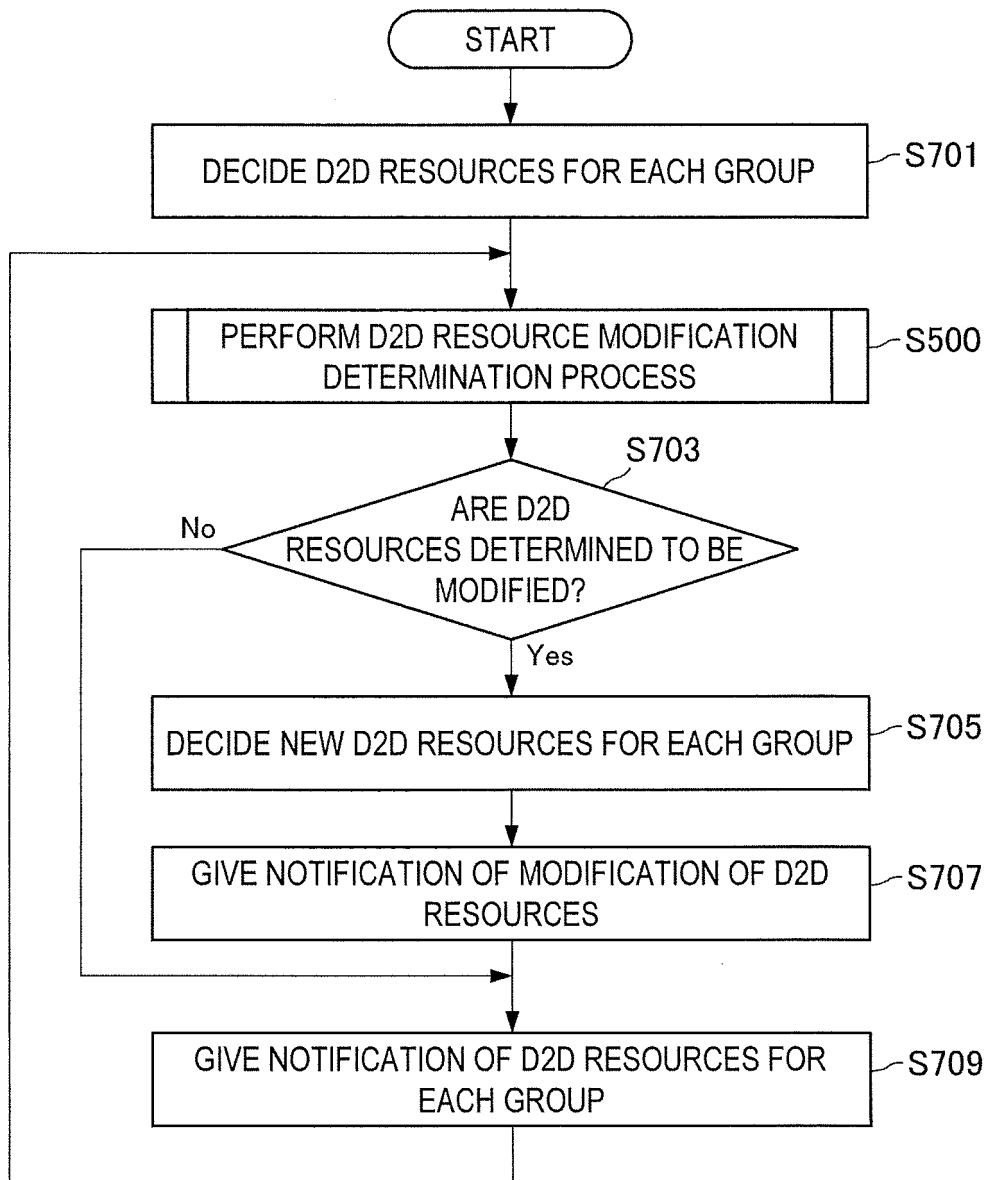 START
DECIDE D2D RESOURCES FOR EACH GROUP
S701
PERFORM D2D RESOURCE MODIFICATION
DETERMINATION PROCESS
S500
S703
ARE D2D
RESOURCES DETERMINED TO BE
MODIFIED?
No
Yes
DECIDE NEW D2D RESOURCES FOR EACH GROUP
S705
GIVE NOTIFICATION OF MODIFICATION OF D2D
RESOURCES
S707
GIVE NOTIFICATION OF D2D RESOURCES FOR
EACH GROUP
S709